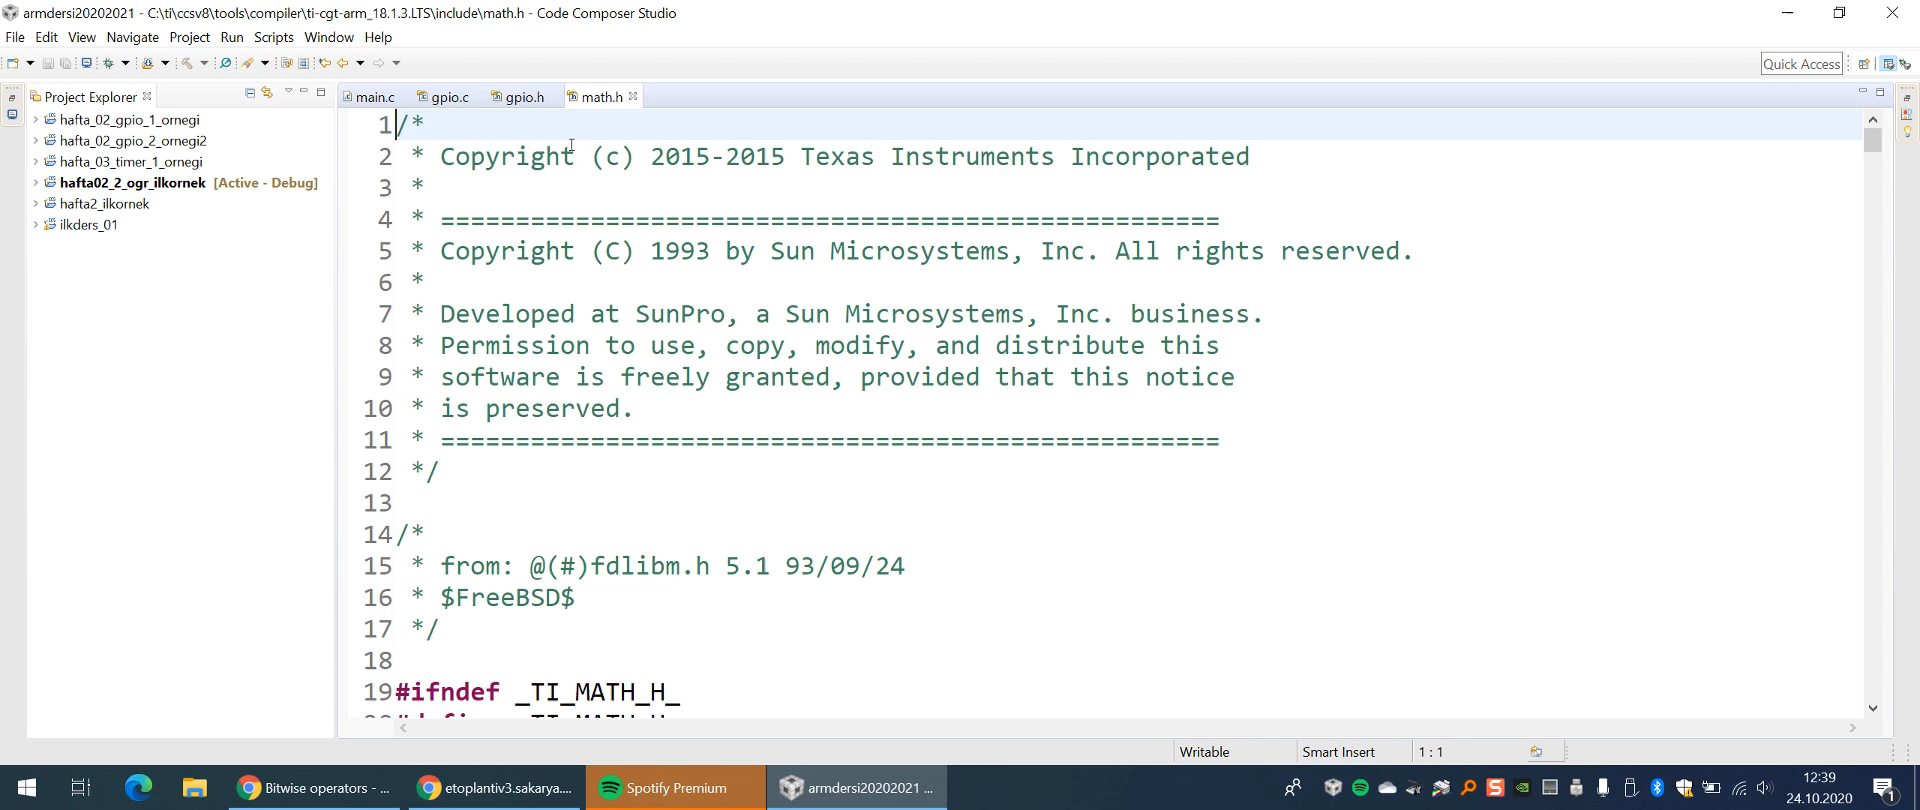 armdersi20202021 - C:\ti\ccsv8\tools\compiler\ti-cgt-arm_18.1.3.LTS\include\math.h - Code Composer Studio
File Edit View Navigate Project Run Scripts Window Help
Quick Access
Project Explorer
hafta_02_gpio_1_ornegi
hafta_02_gpio_2_ornegi2
hafta_03_timer_1_ornegi
hafta02_2_ogr_ilkornek [Active - Debug]
hafta2_ilkornek
ilkders_01
main.c gpio.c gpio.h math.h
1 /*
2 * Copyright (c) 2015-2015 Texas Instruments Incorporated
3 *
4 * ====================================================
5 * Copyright (C) 1993 by Sun Microsystems, Inc. All rights reserved.
6 *
7 * Developed at SunPro, a Sun Microsystems, Inc. business.
8 * Permission to use, copy, modify, and distribute this
9 * software is freely granted, provided that this notice
10 * is preserved.
11 * ====================================================
12 */
13
14 /*
15 * from: @(#)fdlibm.h 5.1 93/09/24
16 * $FreeBSD$
17 */
18
19 #ifndef _TI_MATH_H_
Writable Smart Insert 1 : 1
Bitwise operators - ... etoplantiv3.sakarya.... Spotify Premium armdersi20202021 ...
12:39
24.10.2020
1